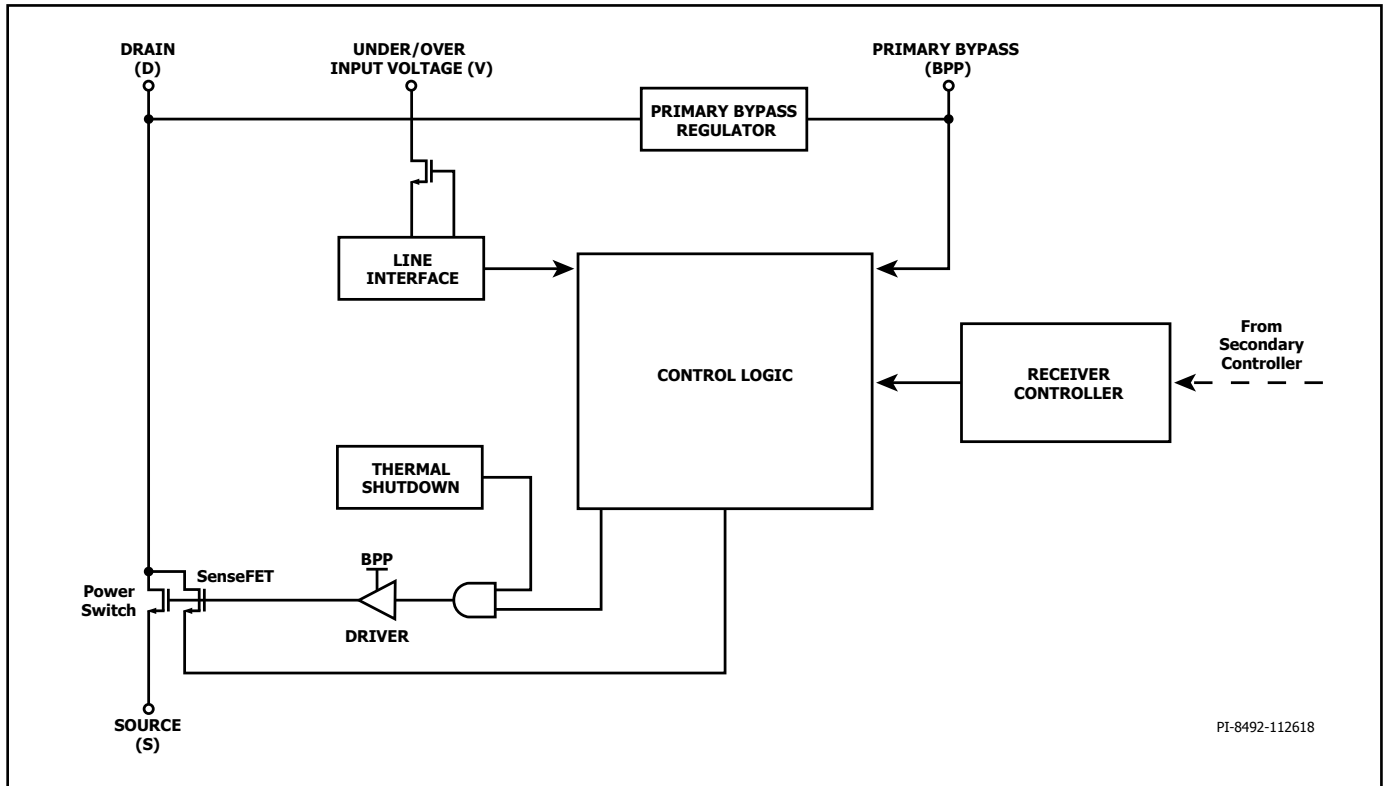 DRAIN
(D)
UNDER/OVER
INPUT VOLTAGE (V)
PRIMARY BYPASS
(BPP)
PRIMARY BYPASS
REGULATOR
LINE
INTERFACE
CONTROL LOGIC
RECEIVER
CONTROLLER
From
Secondary
Controller
THERMAL
SHUTDOWN
BPP
SenseFET
Power
Switch
DRIVER
SOURCE
(S)
PI-8492-112618